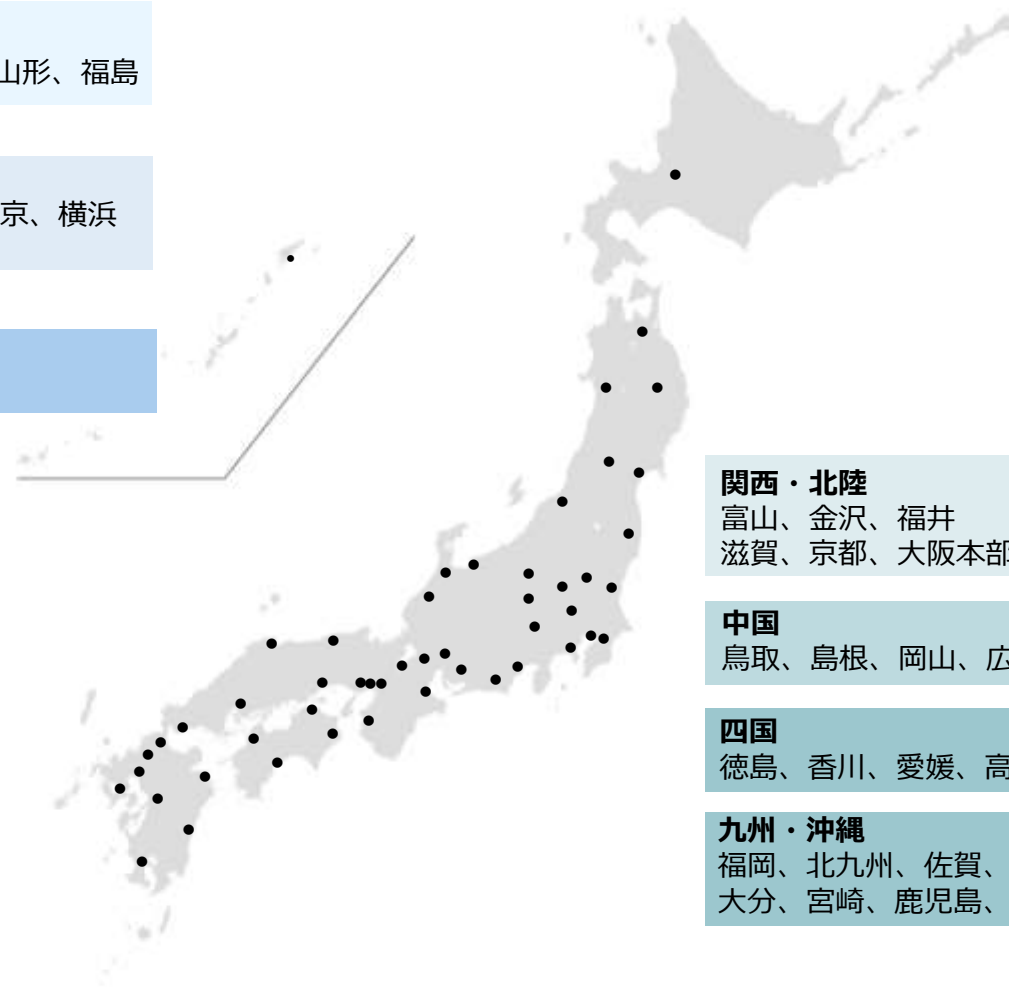 山形、福島
京、横浜
関西・北陸
富山、金沢、福井
滋賀、京都、大阪本部
中国
鳥取、島根、岡山、広
四国
徳島、香川、愛媛、高
九州・沖縄
福岡、北九州、佐賀、
大分、宮崎、鹿児島、